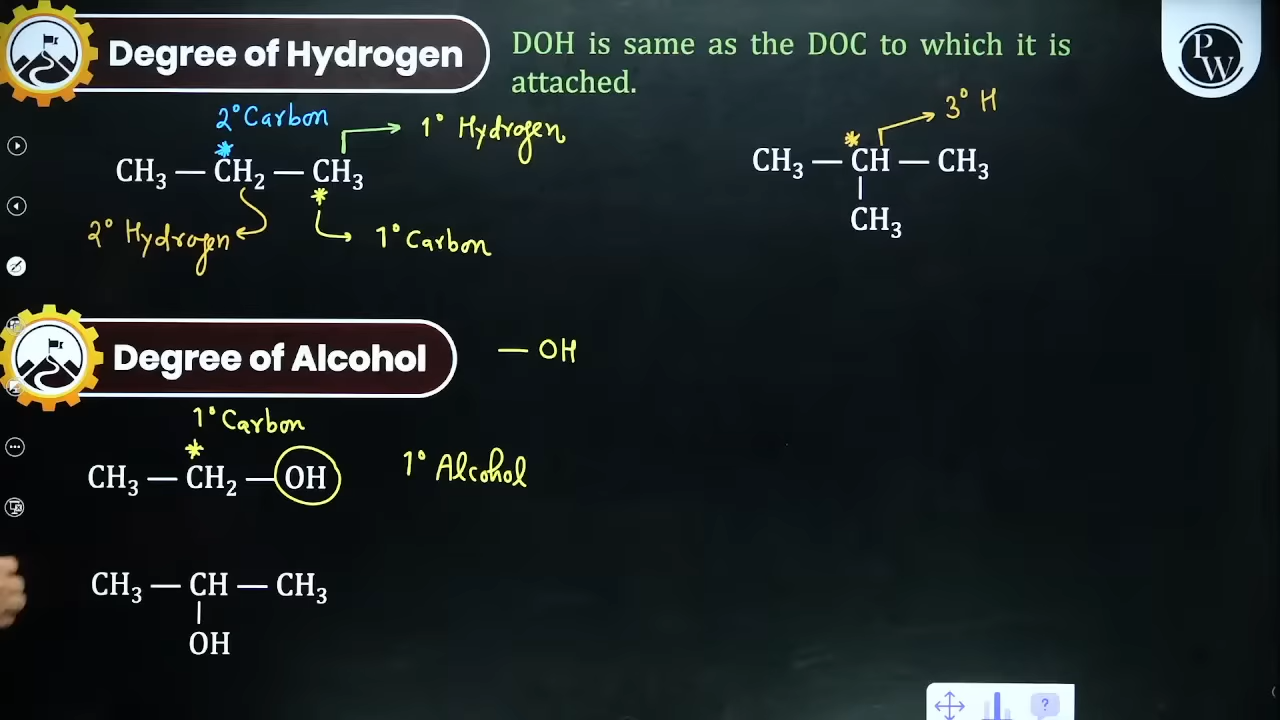 Degree of Hydrogen
DOH is same as the DOC to which it is
attached.
PW
2° Carbon
1° Hydrogen
3° H
CH₃ — CH₂ — CH₃
CH₃ — CH — CH₃
CH₃
2° Hydrogen
1° Carbon
Degree of Alcohol
— OH
1° Carbon
CH₃ — CH₂ — OH
1° Alcohol
CH₃ — CH — CH₃
OH
?